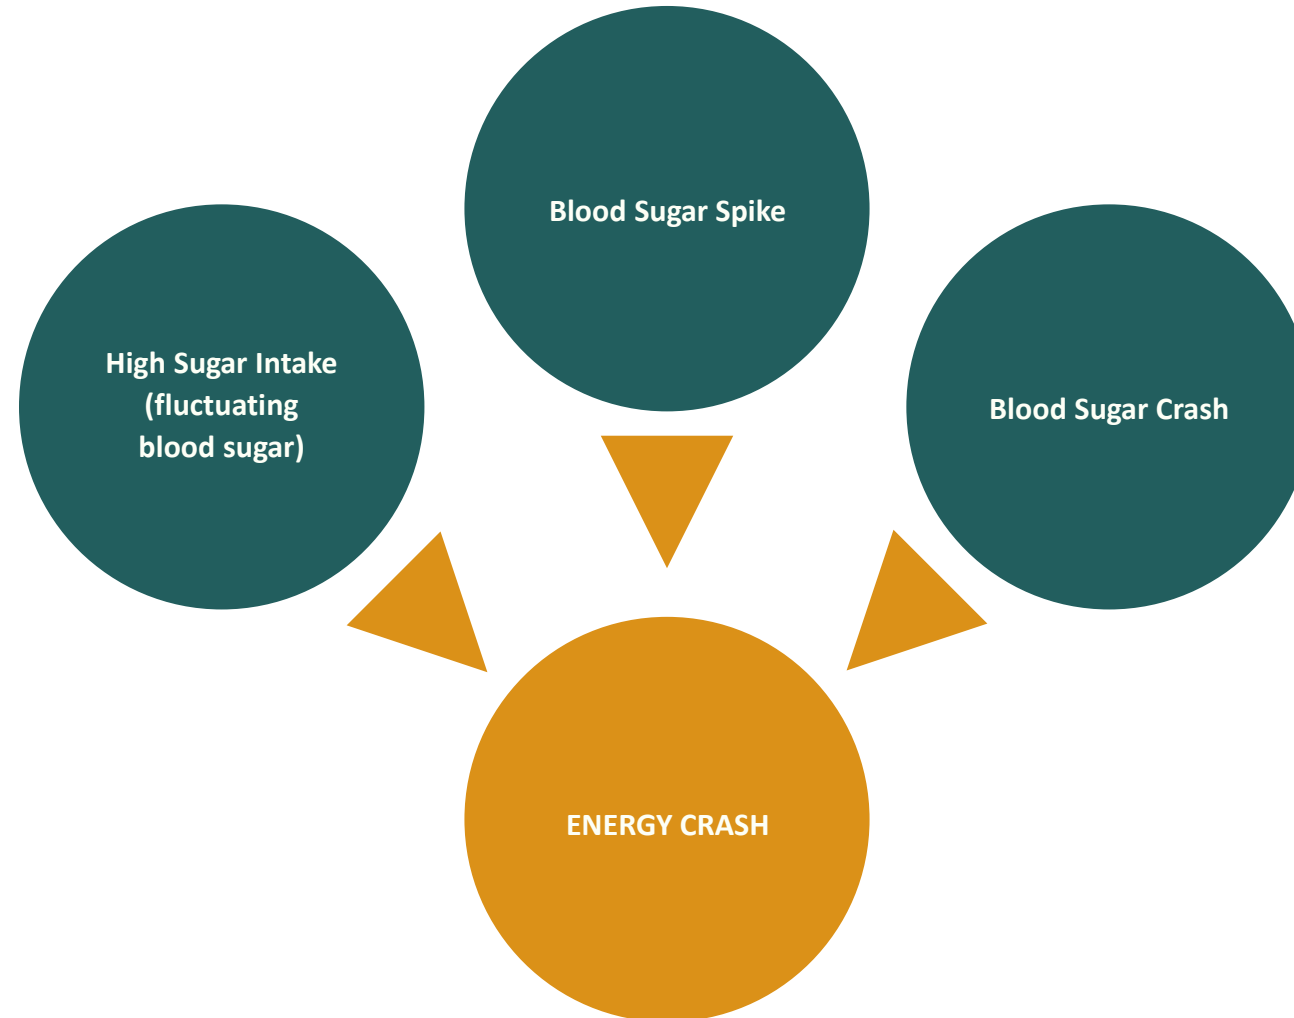 High Sugar Intake
(fluctuating
blood sugar)
Blood Sugar Spike
Blood Sugar Crash
ENERGY CRASH